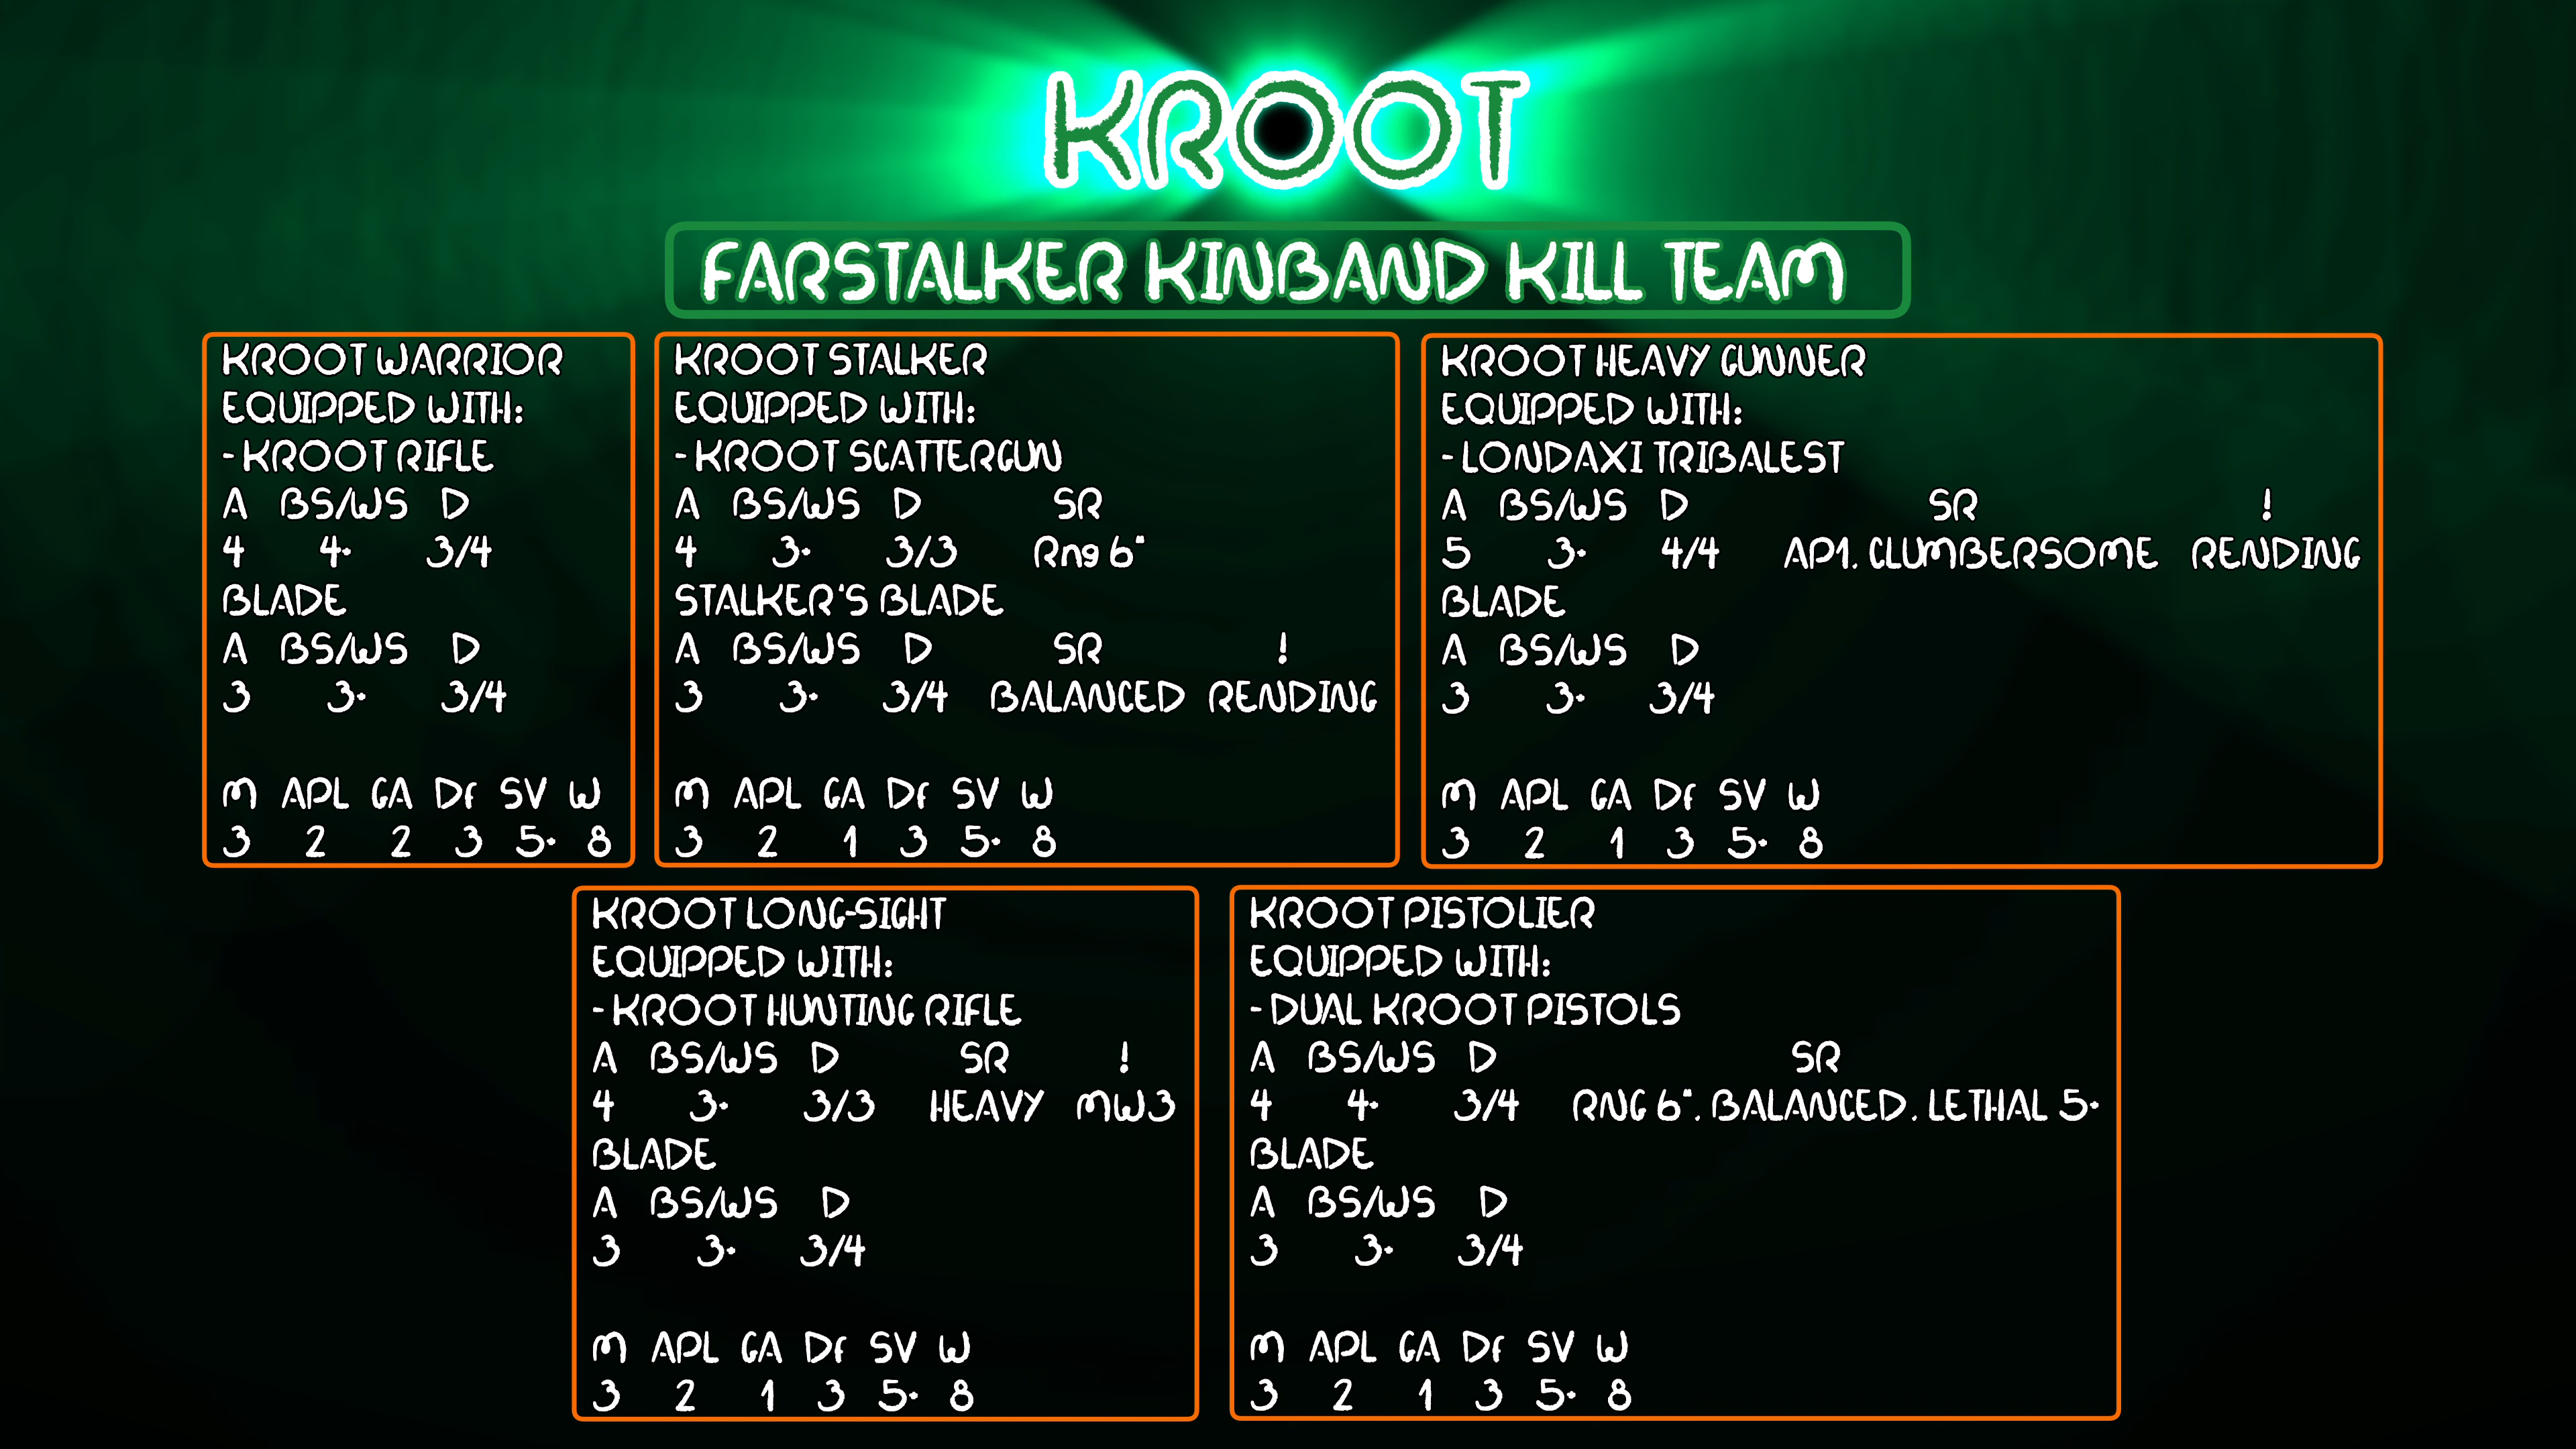 KROOT
FARSTALKER KINBAND KILL TEAM
KROOT WARRIOR
EQUIPPED WITH:
- KROOT RIFLE
A BS/WS D
4 4+ 3/4
BLADE
A BS/WS D
3 3+ 3/4
M APL GA Df SV W
3 2 2 3 5+ 8
KROOT STALKER
EQUIPPED WITH:
- KROOT SCATTERGUN
A BS/WS D SR
4 3+ 3/3 Rng 6"
STALKER'S BLADE
A BS/WS D SR !
3 3+ 3/4 BALANCED RENDING
M APL GA Df SV W
3 2 1 3 5+ 8
KROOT HEAVY GUNNER
EQUIPPED WITH:
- LONDAXI TRIBALEST
A BS/WS D SR !
5 3+ 4/4 AP1, CLUMBERSOME RENDING
BLADE
A BS/WS D
3 3+ 3/4
M APL GA Df SV W
3 2 1 3 5+ 8
KROOT LONG-SIGHT
EQUIPPED WITH:
- KROOT HUNTING RIFLE
A BS/WS D SR !
4 3+ 3/3 HEAVY MW3
BLADE
A BS/WS D
3 3+ 3/4
M APL GA Df SV W
3 2 1 3 5+ 8
KROOT PISTOLIER
EQUIPPED WITH:
- DUAL KROOT PISTOLS
A BS/WS D SR
4 4+ 3/4 RNG 6", BALANCED, LETHAL 5+
BLADE
A BS/WS D
3 3+ 3/4
M APL GA Df SV W
3 2 1 3 5+ 8